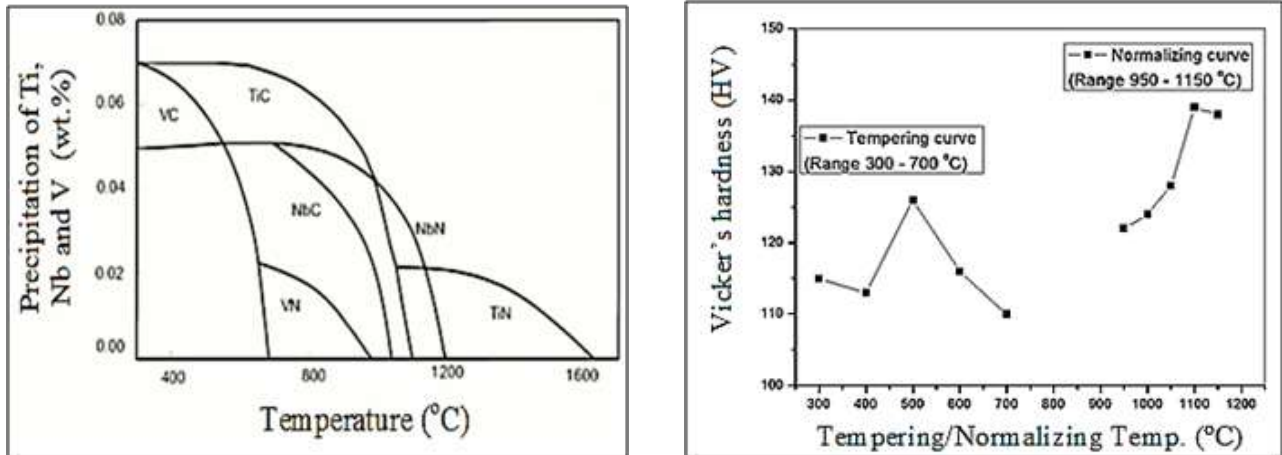 Precipitation of Ti,
Nb and V (wt.%)
0.08
0.06
0.04
0.02
0.00
VC
TiC
NbC
NbN
VN
TiN
400
800
1200
1600
Temperature (°C)
Vicker`s hardness (HV)
150
140
130
120
110
100
Normalizing curve
(Range 950 - 1150 °C)
Tempering curve
(Range 300 - 700 °C)
300 400 500 600 700 800 900 1000 1100 1200
Tempering/Normalizing Temp. (°C)